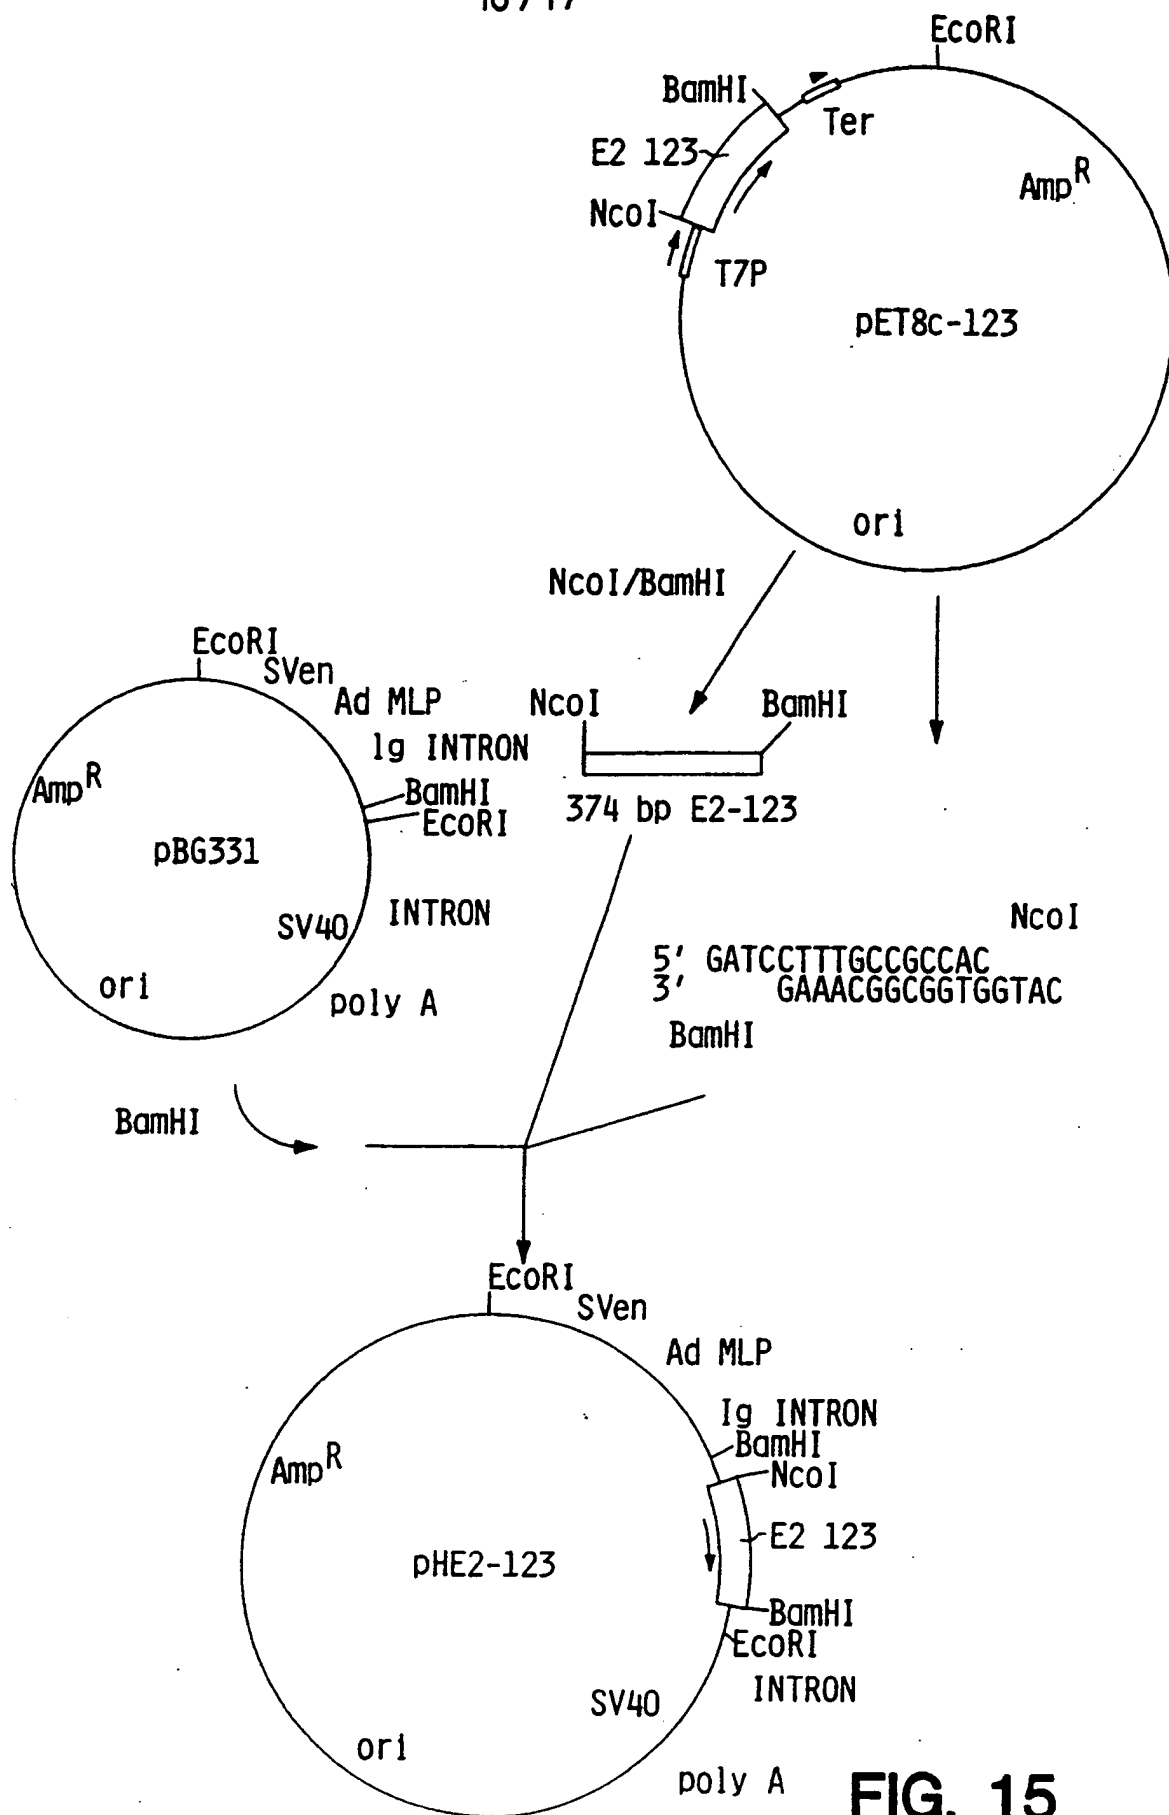 EcoRI
BamHI
Ter
E2 123
Amp^R
NcoI
T7P
pET8c-123
ori
NcoI/BamHI
EcoRI
SVen
Ad MLP
lg INTRON
Amp^R
BamHI
EcoRI
pBG331
INTRON
SV40
ori
poly A
NcoI
BamHI
374 bp E2-123
NcoI
5' GATCCTTTGCCGCCAC
3' GAAACGGCGGTGGTAC
BamHI
BamHI
EcoRI
SVen
Ad MLP
Ig INTRON
BamHI
Amp^R
NcoI
E2 123
pHE2-123
BamHI
EcoRI
INTRON
SV40
ori
poly A
FIG. 15